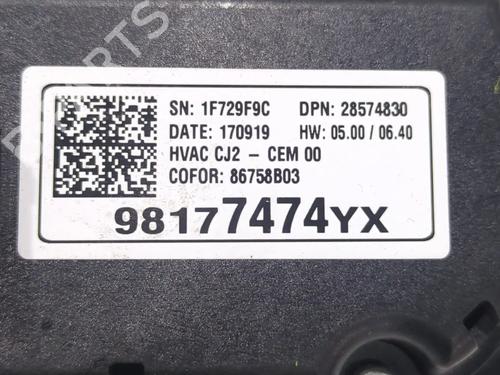 SN: 1F729F9C DPN: 28574830
DATE: 170919 HW: 05.00 / 06.40
HVAC CJ2 - CEM 00
COFOR: 86758B03
98177474YX